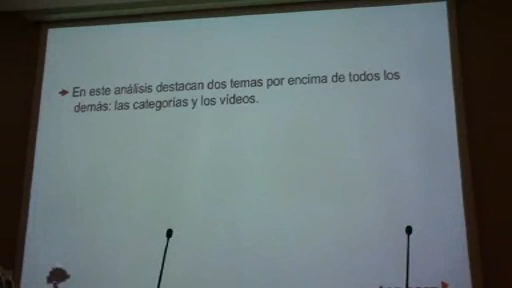 En este análisis destacan dos temas por encima de todos los
demás: las categorías y los vídeos.